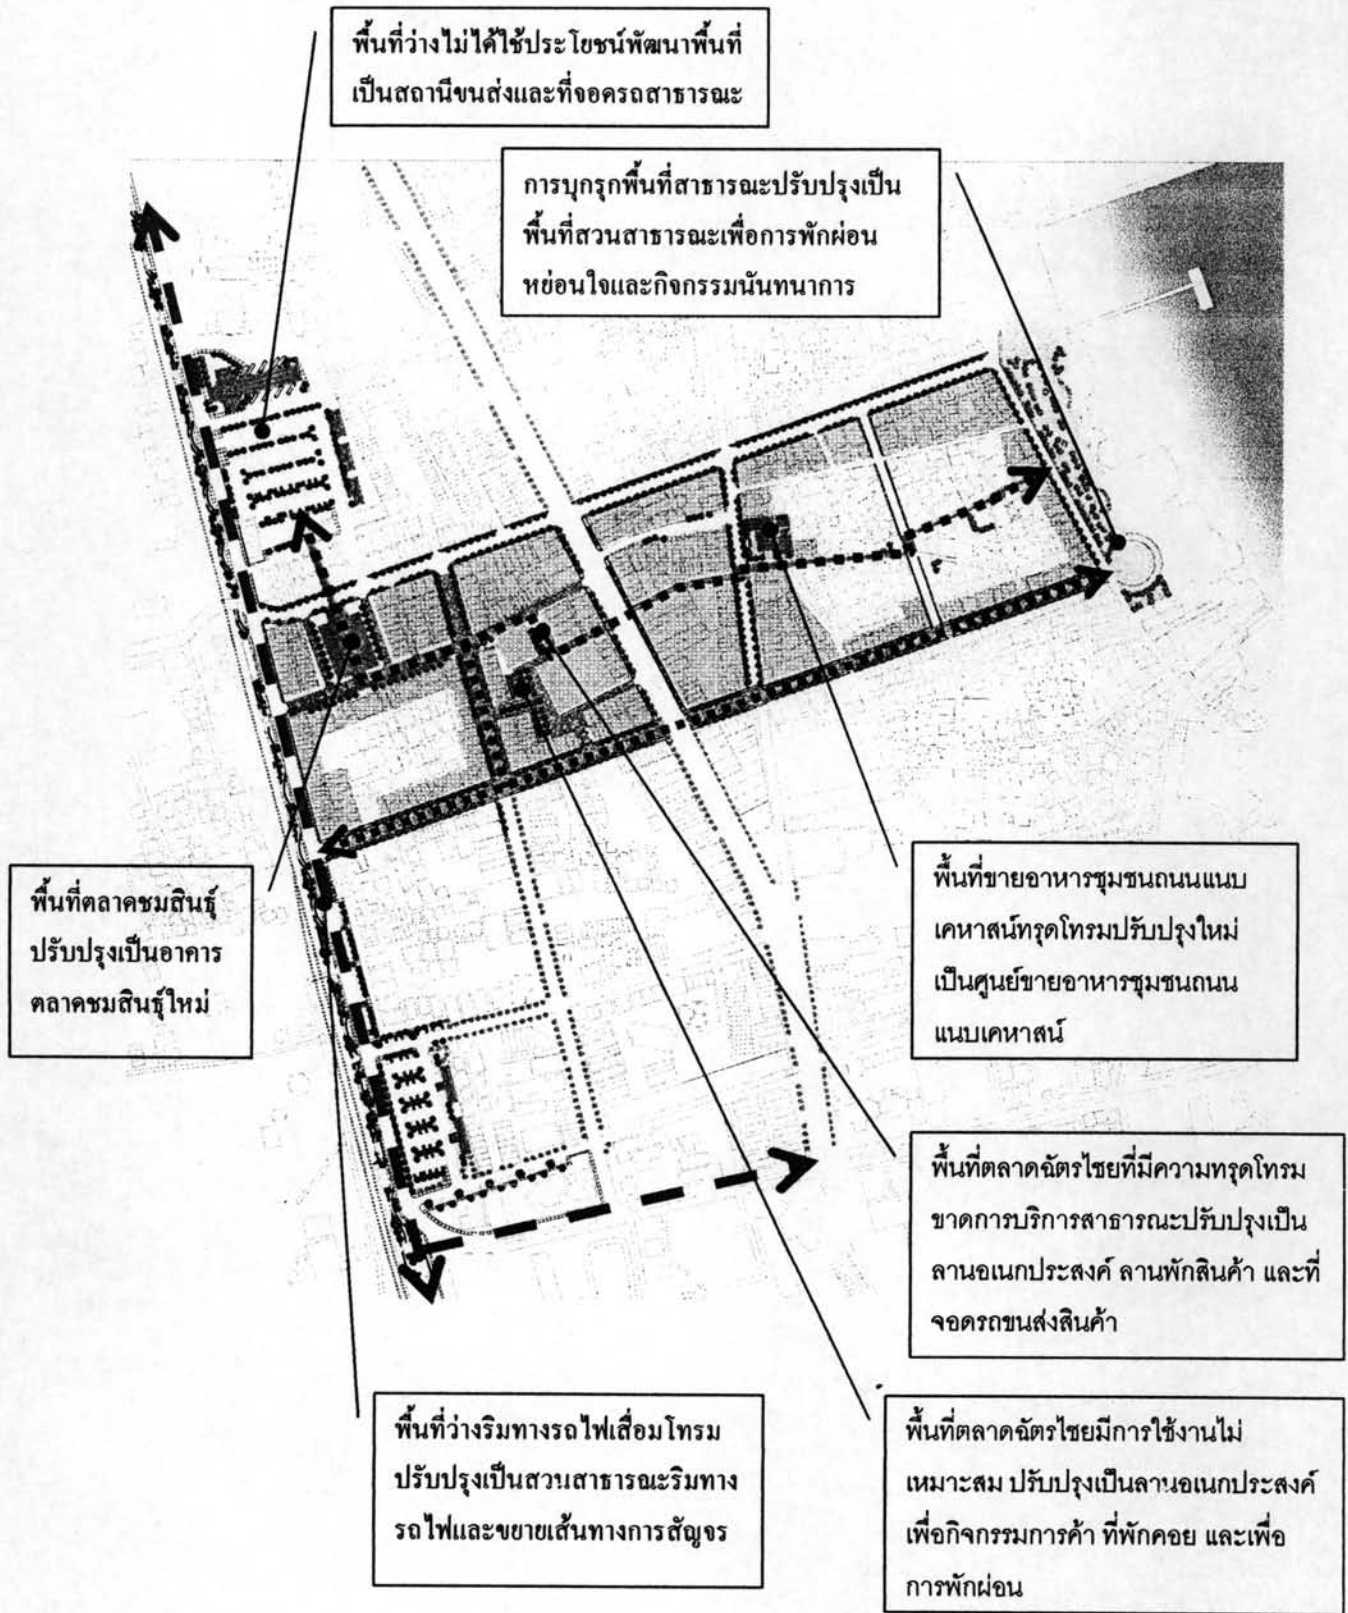 พื้นที่ว่างไม่ได้ใช้ประโยชน์พัฒนาพื้นที่
เป็นสถานีขนส่งและที่จอดรถสาธารณะ
การบุกรุกพื้นที่สาธารณะปรับปรุงเป็น
พื้นที่สวนสาธารณะเพื่อการพักผ่อน
หย่อนใจและกิจกรรมนันทนาการ
พื้นที่ตลาดชมสินธุ์
ปรับปรุงเป็นอาคาร
ตลาดชมสินธุ์ใหม่
พื้นที่ขายอาหารชุมชนถนนแนบ
เคหาสน์ทรุดโทรมปรับปรุงใหม่
เป็นศูนย์ขายอาหารชุมชนถนน
แนบเคหาสน์
พื้นที่ตลาดฉัตรไชยที่มีความทรุดโทรม
ขาดการบริการสาธารณะปรับปรุงเป็น
ลานอเนกประสงค์ ลานพักสินค้า และที่
จอดรถขนส่งสินค้า
พื้นที่ว่างริมทางรถไฟเสื่อมโทรม
ปรับปรุงเป็นสวนสาธารณะริมทาง
รถไฟและขยายเส้นทางการสัญจร
พื้นที่ตลาดฉัตรไชยมีการใช้งานไม่
เหมาะสม ปรับปรุงเป็นลานอเนกประสงค์
เพื่อกิจกรรมการค้า ที่พักคอย และเพื่อ
การพักผ่อน